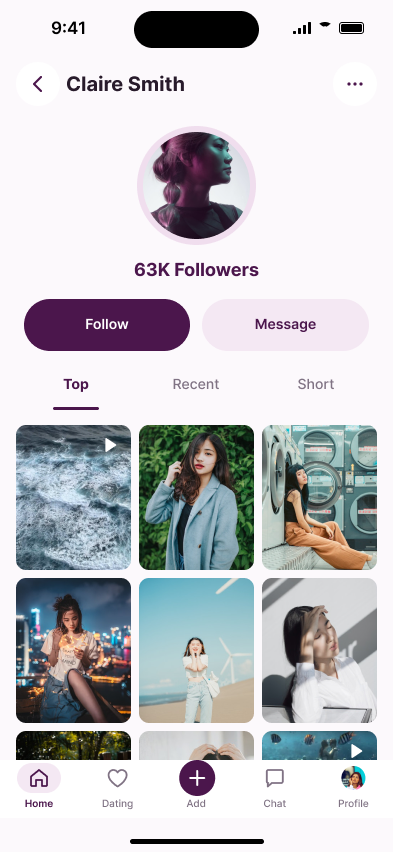 9:41
Claire Smith
63K Followers
Follow
Message
Top
Recent
Short
Home
Dating
Add
Chat
Profile